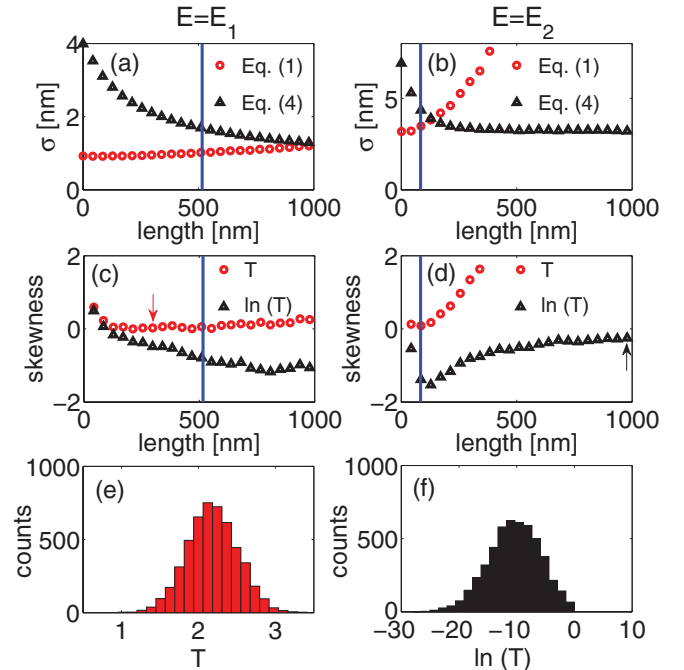 E=E₁ E=E₂
4 (a) Eq. (1) (b) Eq. (1)
Eq. (4) Eq. (4)
σ [nm] 2 σ [nm] 5
0 0
0 500 1000 0 500 1000
length [nm] length [nm]
2 (c) T 2 (d) T
ln (T) ln (T)
skewness 0 skewness 0
−2 −2
0 500 1000 0 500 1000
length [nm] length [nm]
1000 (e) 1000 (f)
counts 500 counts 500
0 0
1 2 3 −30 −20 −10 0 10
T ln (T)